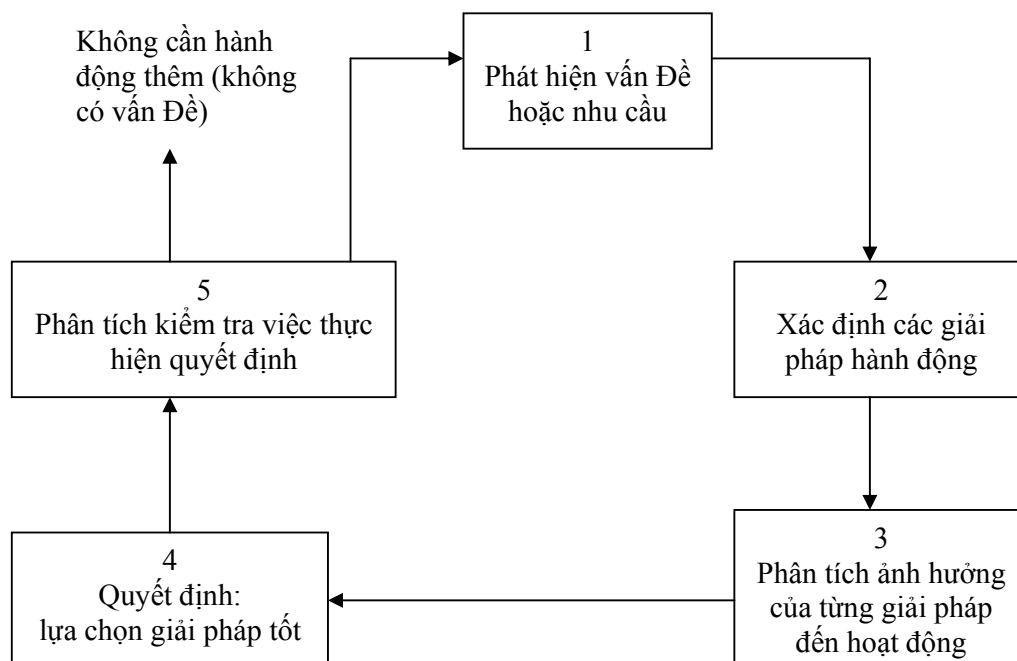 Không cần hành
động thêm (không
có vấn Đề)
1
Phát hiện vấn Đề
hoặc nhu cầu
5
Phân tích kiểm tra việc thực
hiện quyết định
2
Xác định các giải
pháp hành động
4
Quyết định:
lựa chọn giải pháp tốt
3
Phân tích ảnh hưởng
của từng giải pháp
đến hoạt động